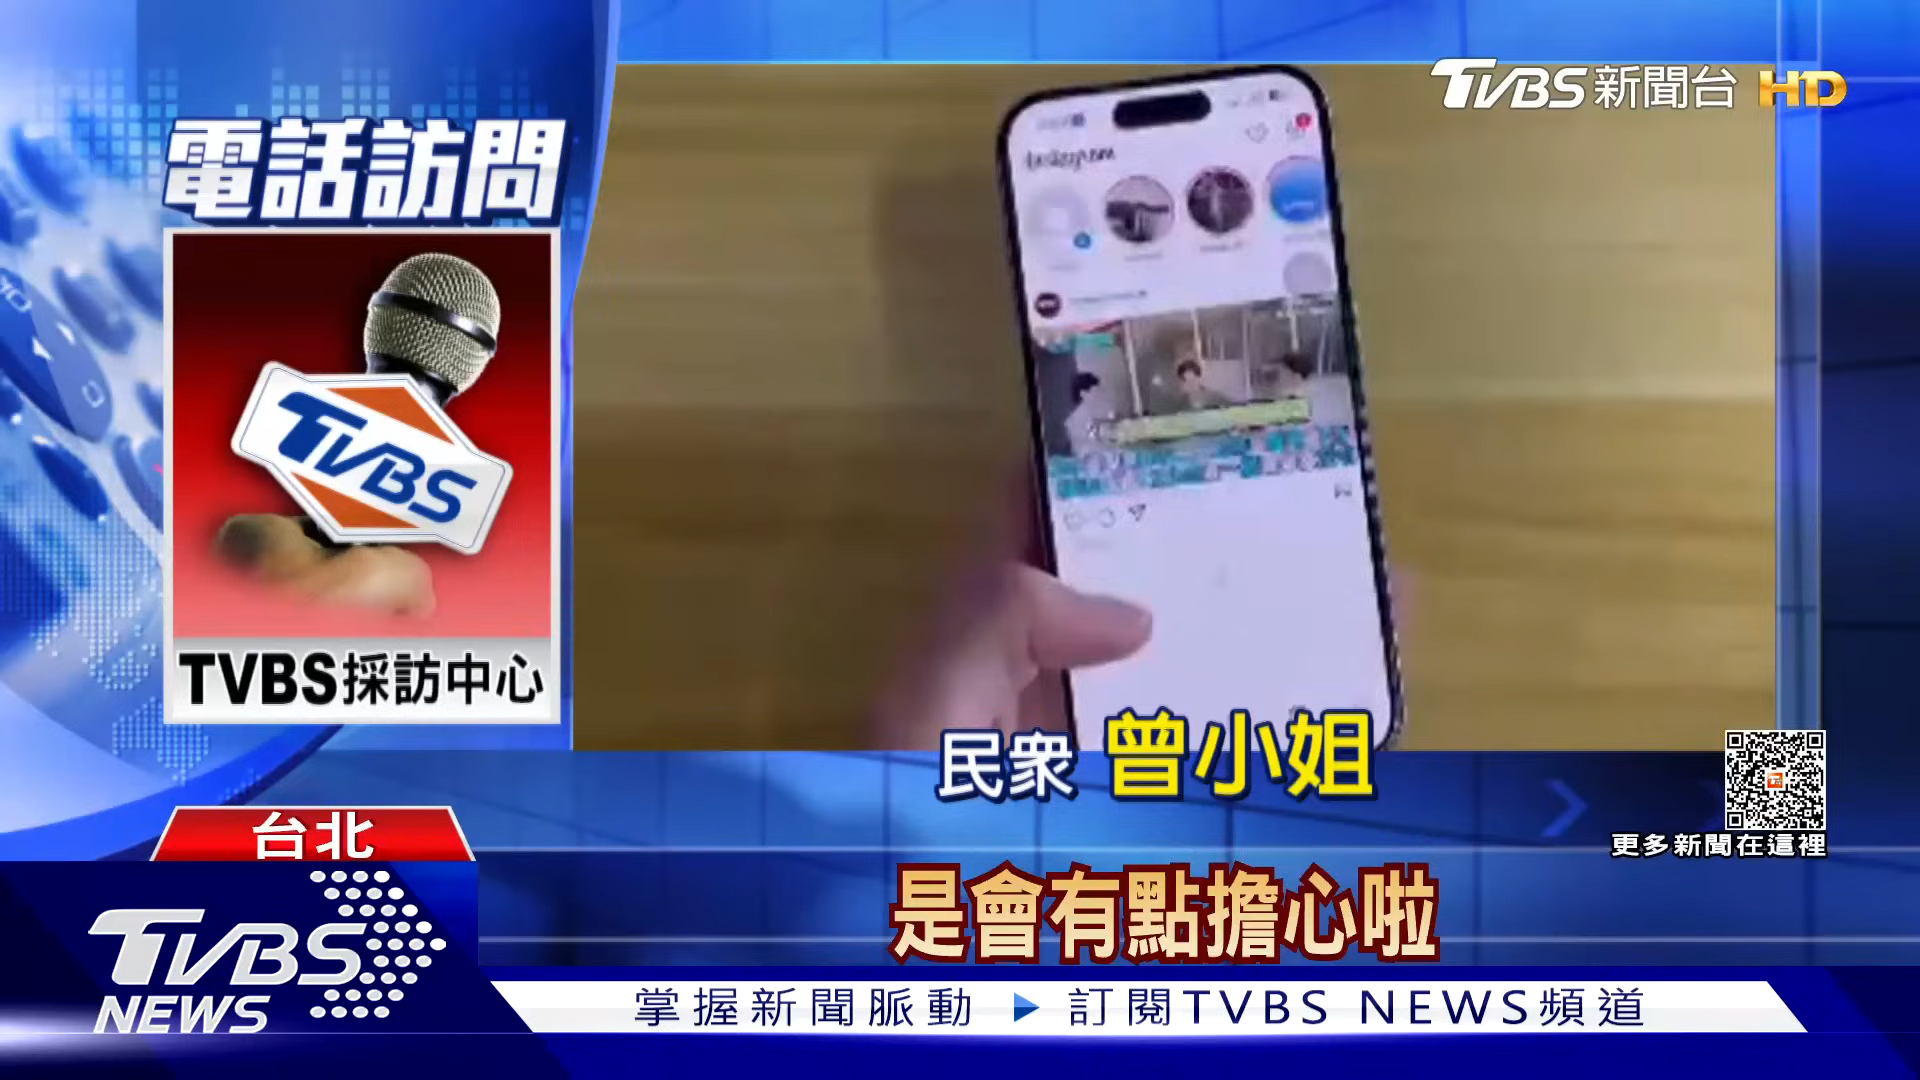 TVBS新聞台 HD
電話訪問
Instagram
TVBS
TVBS採訪中心
民眾 曾小姐
更多新聞在這裡
台北
是會有點擔心啦
TVBS
NEWS
掌握新聞脈動 ▶ 訂閱TVBS NEWS頻道